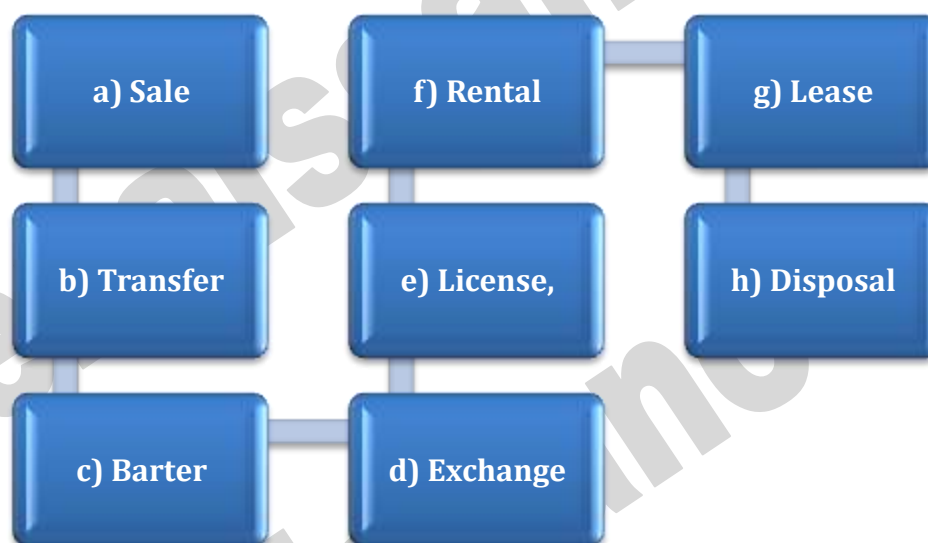 a) Sale
b) Transfer
c) Barter
d) Exchange
e) License,
f) Rental
g) Lease
h) Disposal